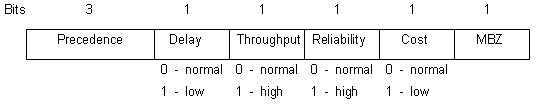 Bits 3 1 1 1 1 1
Precedence Delay Throughput Reliability Cost MBZ
0 - normal 0 - normal 0 - normal 0 - normal
1 - low 1 - high 1 - high 1 - low